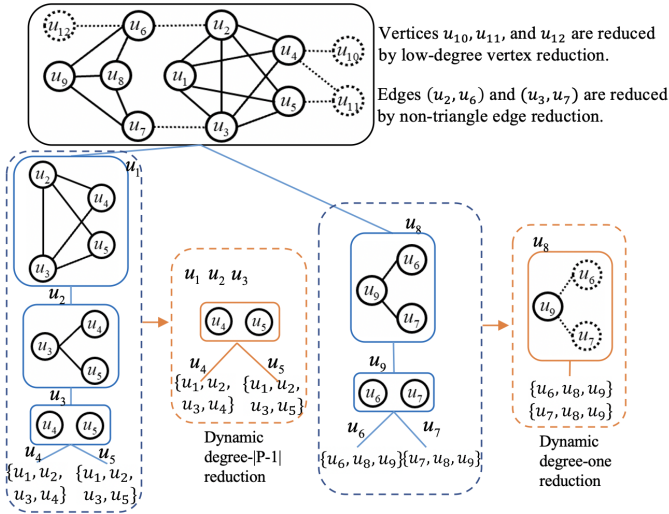 u12 u6 u2 u4 u10
u9 u8 u1 u5 u11
u7 u3
Vertices u10, u11, and u12 are reduced
by low-degree vertex reduction.
Edges (u2, u6) and (u3, u7) are reduced
by non-triangle edge reduction.
u1
u2
u4
u5
u3
u2
u3
u4
u5
u3
u4 u5
u4 u5
{u1, u2, {u1, u2,
u3, u4} u3, u5}
u1 u2 u3
u4 u5
u4 u5
{u1, u2, {u1, u2,
u3, u4} u3, u5}
Dynamic
degree-|P-1|
reduction
u8
u6
u9
u7
u9
u6 u7
u6 u7
{u6, u8, u9}{u7, u8, u9}
u8
u6
u9
u7
{u6, u8, u9}
{u7, u8, u9}
Dynamic
degree-one
reduction